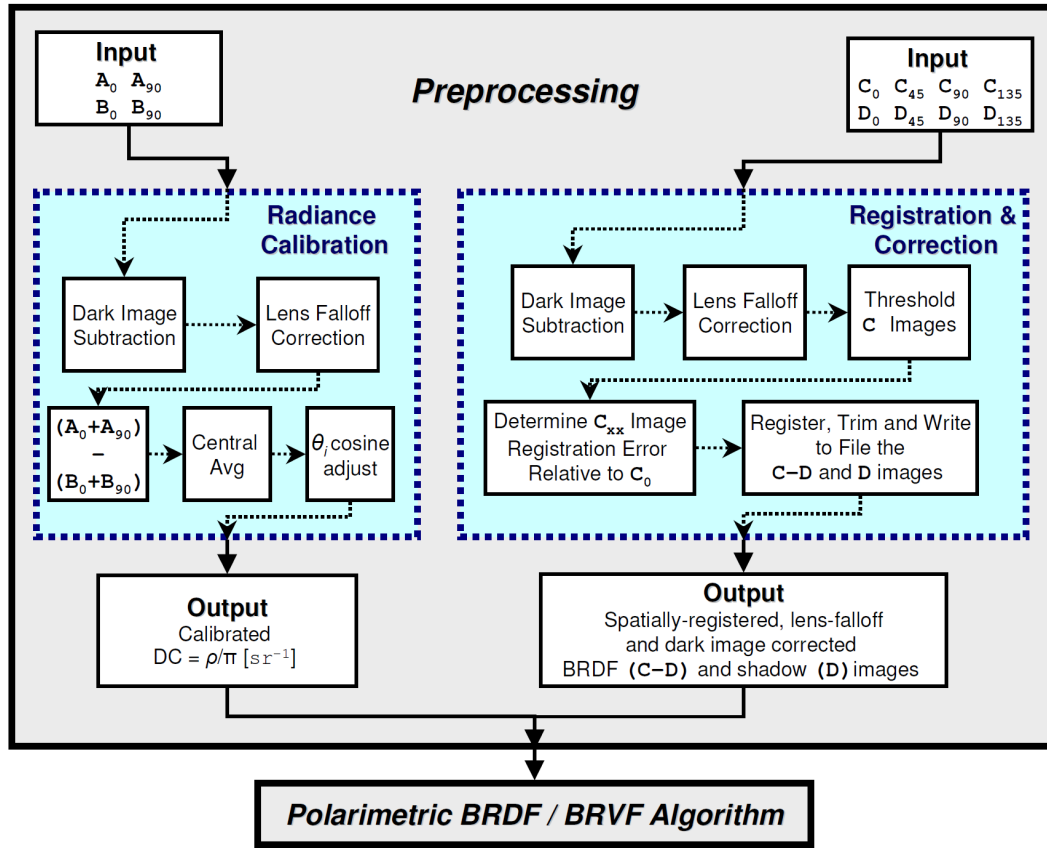 Preprocessing
Input
A₀ A₉₀
B₀ B₉₀
Input
C₀ C₄₅ C₉₀ C₁₃₅
D₀ D₄₅ D₉₀ D₁₃₅
Radiance
Calibration
Dark Image
Subtraction
Lens Falloff
Correction
(A₀+A₉₀)
–
(B₀+B₉₀)
Central
Avg
θᵢ cosine
adjust
Output
Calibrated
DC = ρ/π [sr⁻¹]
Registration &
Correction
Dark Image
Subtraction
Lens Falloff
Correction
Threshold
C Images
Determine Cₓₓ Image
Registration Error
Relative to C₀
Register, Trim and Write
to File the
C–D and D images
Output
Spatially-registered, lens-falloff
and dark image corrected
BRDF (C–D) and shadow (D) images
Polarimetric BRDF / BRVF Algorithm